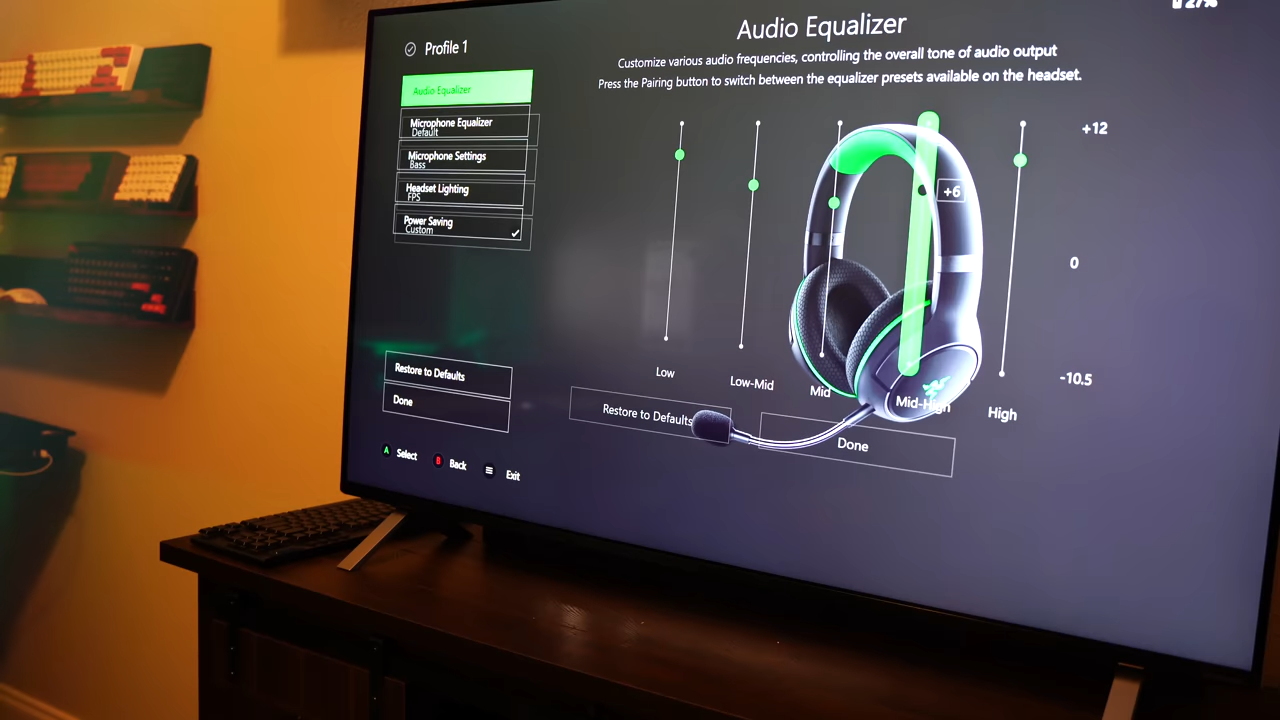 27%
Profile 1
Audio Equalizer
Customize various audio frequencies, controlling the overall tone of audio output
Press the Pairing button to switch between the equalizer presets available on the headset.
Audio Equalizer
Microphone Equalizer
Default
Microphone Settings
Bass
Headset Lighting
FPS
Power Saving
Custom
+12
+6
0
-10.5
Low
Low-Mid
Mid
Mid-High
High
Restore to Defaults
Done
Restore to Defaults
Done
A Select
B Back
Exit